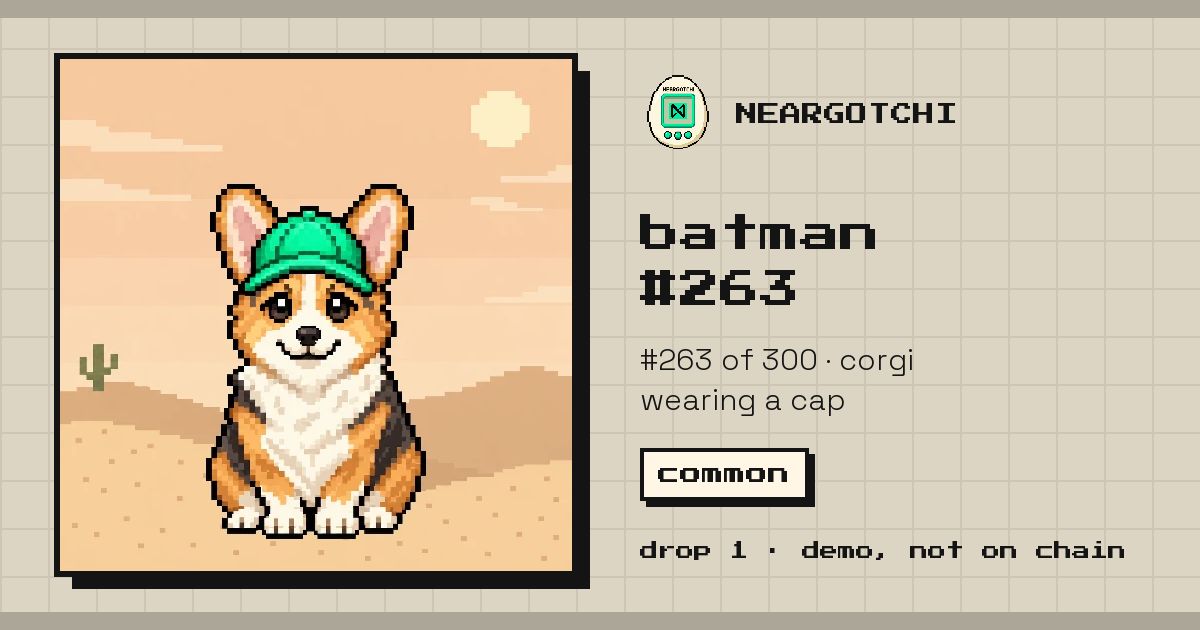 NEARGOTCHI
NEARGOTCHI
batman
#263
#263 of 300 · corgi
wearing a cap
common
drop 1 · demo, not on chain